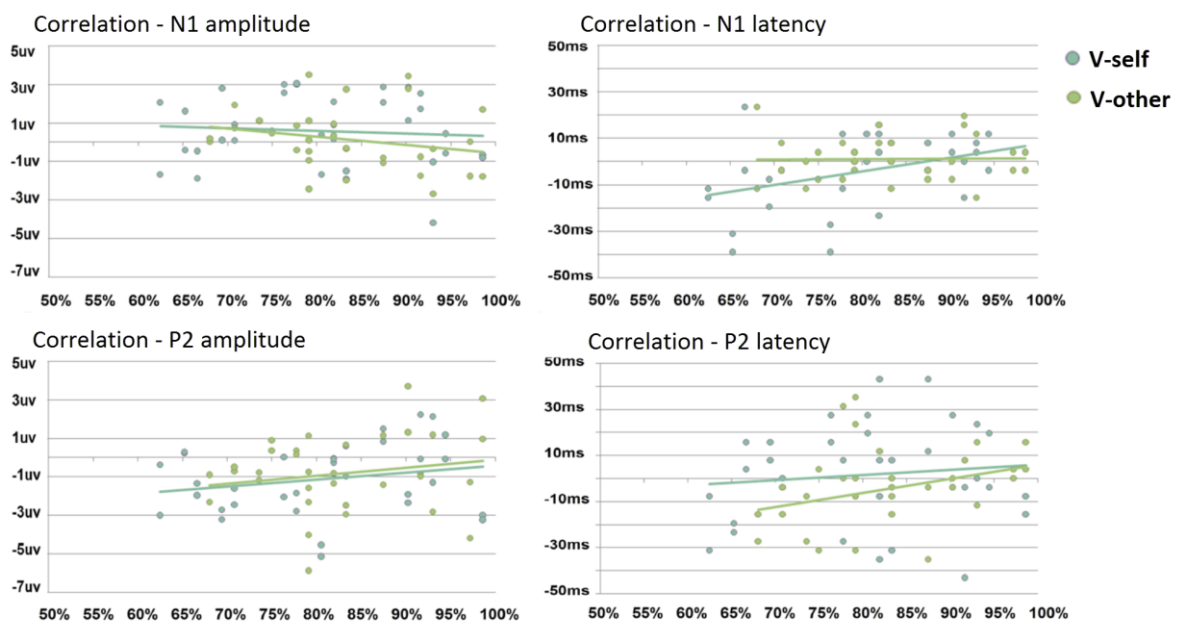 Correlation - N1 amplitude
5uv
3uv
1uv
-1uv
-3uv
-5uv
-7uv
50% 55% 60% 65% 70% 75% 80% 85% 90% 95% 100%
Correlation - N1 latency
50ms
30ms
10ms
-10ms
-30ms
-50ms
50% 55% 60% 65% 70% 75% 80% 85% 90% 95% 100%
V-self
V-other
Correlation - P2 amplitude
5uv
3uv
1uv
-1uv
-3uv
-5uv
-7uv
50% 55% 60% 65% 70% 75% 80% 85% 90% 95% 100%
Correlation - P2 latency
50ms
30ms
10ms
-10ms
-30ms
-50ms
50% 55% 60% 65% 70% 75% 80% 85% 90% 95% 100%